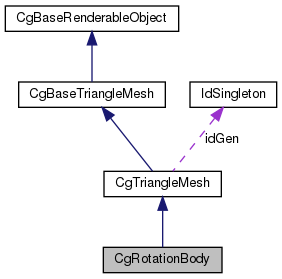 CgBaseRenderableObject
CgBaseTriangleMesh
IdSingleton
idGen
CgTriangleMesh
CgRotationBody